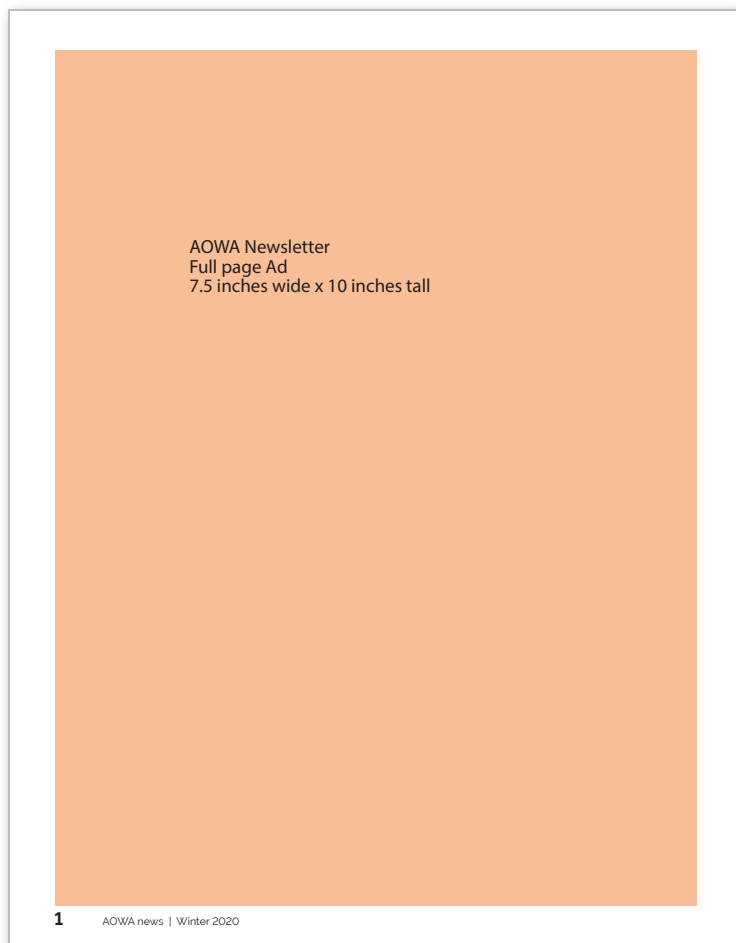 AOWA Newsletter
Full page Ad
7.5 inches wide x 10 inches tall
1 AOWA news | Winter 2020